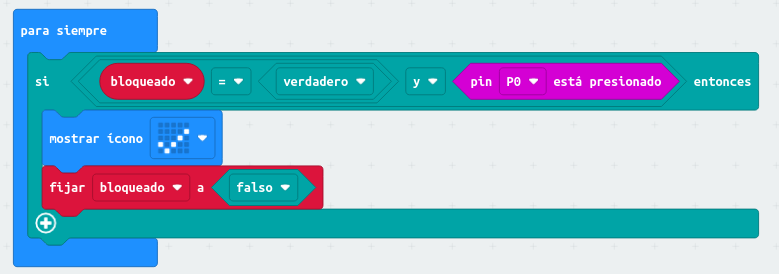 para siempre
si bloqueado = verdadero y pin P0 está presionado entonces
mostrar ícono
fijar bloqueado a falso